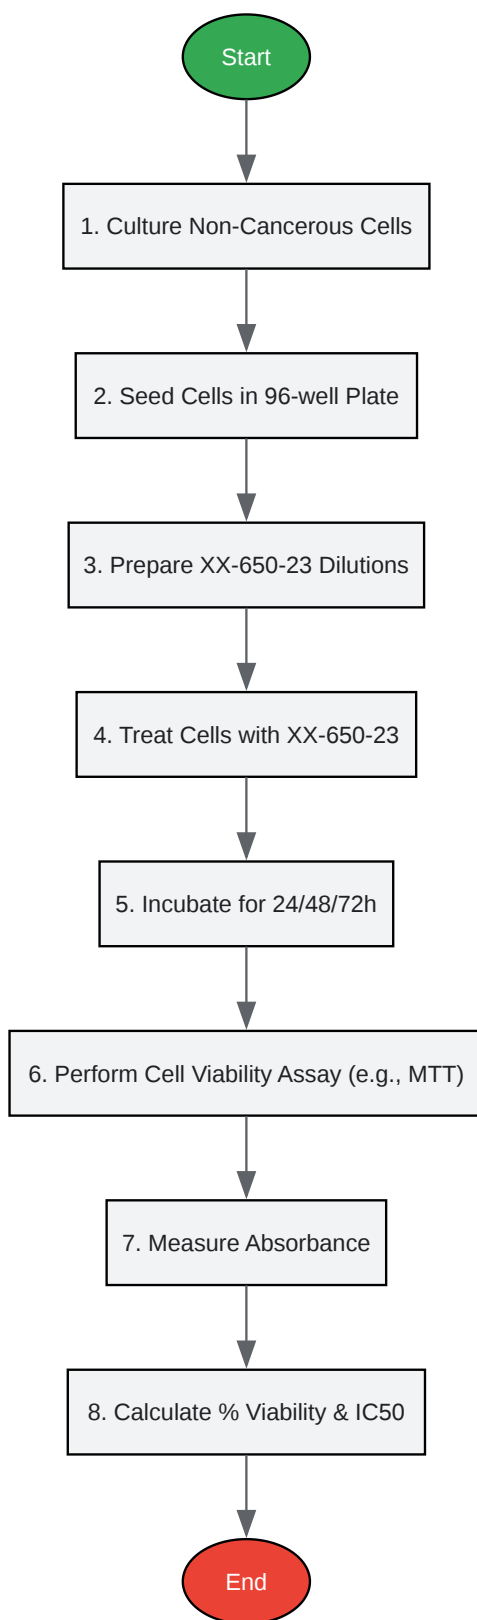 Start
1. Culture Non-Cancerous Cells
2. Seed Cells in 96-well Plate
3. Prepare XX-650-23 Dilutions
4. Treat Cells with XX-650-23
5. Incubate for 24/48/72h
6. Perform Cell Viability Assay (e.g., MTT)
7. Measure Absorbance
8. Calculate % Viability & IC50
End